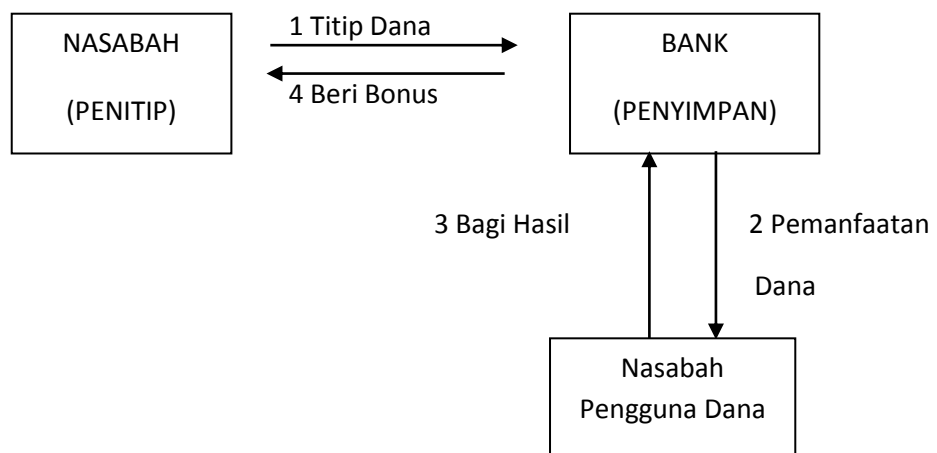 NASABAH
(PENITIP)
1 Titip Dana
4 Beri Bonus
BANK
(PENYIMPAN)
3 Bagi Hasil
2 Pemanfaatan
Dana
Nasabah
Pengguna Dana